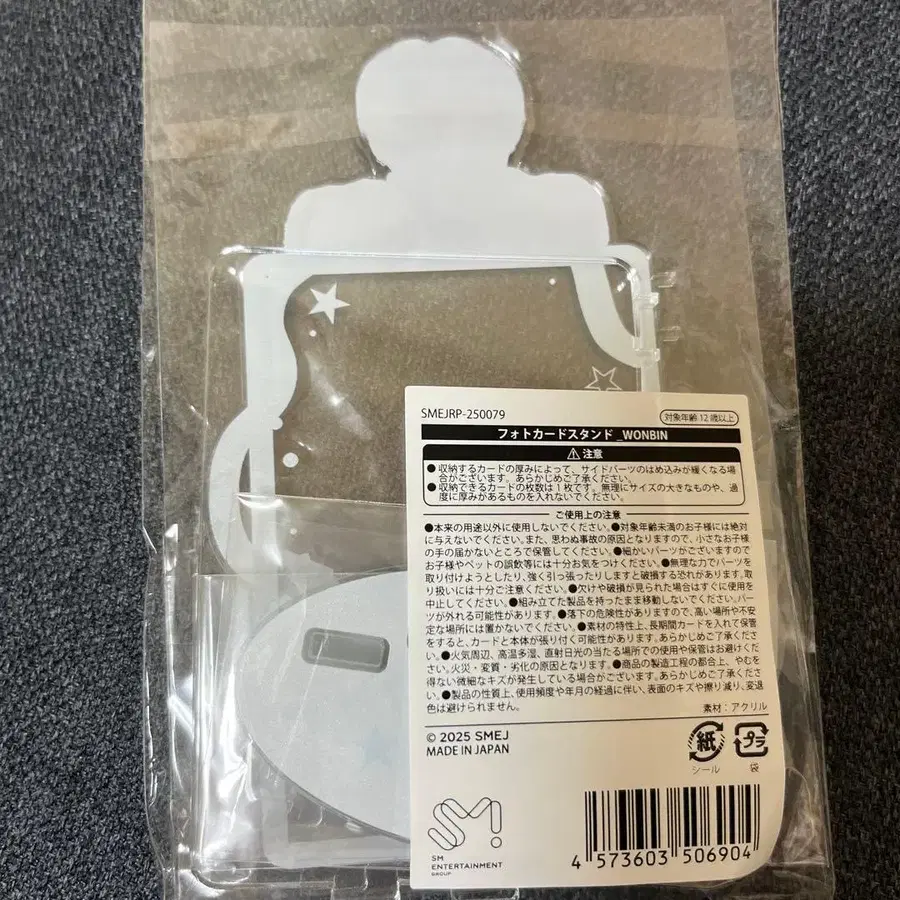 SMEJRP-250079
対象年齢 12 歳以上
フォトカードスタンド _WONBIN
⚠注意
●収納するカードの厚みによって、サイドパーツのはめ込みが緩くなる場
合がございます。あらかじめご了承ください。
●収納できるカードの枚数は1枚です。無理にサイズの大きなものや、過
度に厚みがあるものを入れないでください。
ご使用上の注意
●本来の用途以外に使用しないでください。●対象年齢未満のお子様には絶対
に与えないでください。また、思わぬ事故の原因となりますので、小さなお子様
の手の届かないところで保管してください。●細かいパーツがございますので
お子様やペットの誤飲等には十分お気をつけください。●無理な力でパーツを
取り付けようとしたり、強く引っ張ったりしますと破損する恐れがあります。取
り扱いには十分ご注意ください。●欠けや破損が見られた場合はすぐに使用を
中止してください。●組み立てた製品を持ったまま移動しないでください。パー
ツが外れる可能性があります。●落下の危険性がありますので、高い場所や不安
定な場所には置かないでください。●素材の特性上、長期間カードを入れて保管
をすると、カードと本体が張り付く可能性があります。あらかじめご了承くださ
い。●火気周辺、高温多湿、直射日光の当たる場所での使用や保管はお避けくだ
さい。火災・変質・劣化の原因となります。●商品の製造工程の都合上、やむを
得ない微細なキズが発生している場合がございます。あらかじめご了承くださ
い。●製品の性質上、使用頻度や年月の経過に伴い、表面のキズや擦り減り、変退
色は避けられません。
素材：アクリル
© 2025 SMEJ
MADE IN JAPAN
紙
シール
プラ
袋
SM
SM
ENTERTAINMENT
GROUP
4 573603 506904